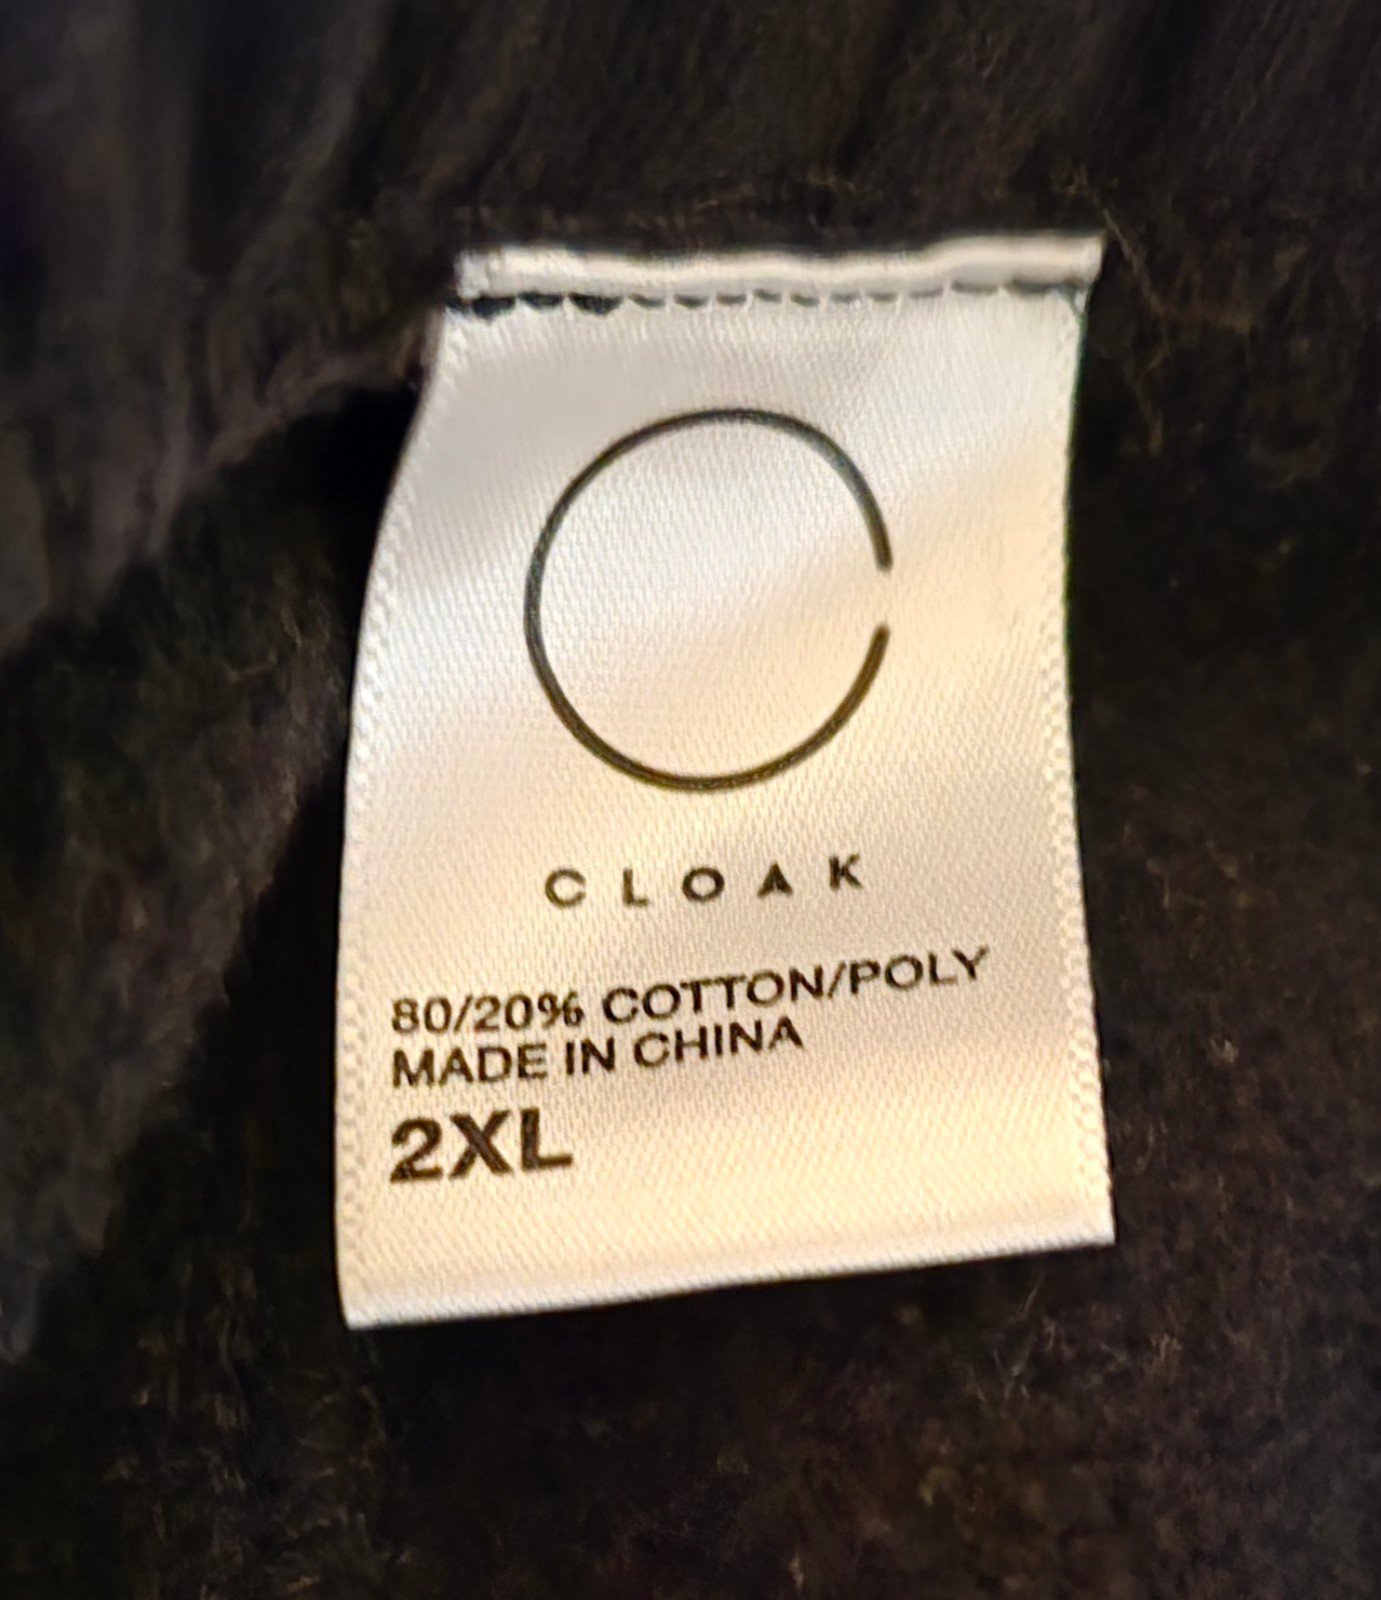 CLOAK
80/20% COTTON/POLY
MADE IN CHINA
2XL